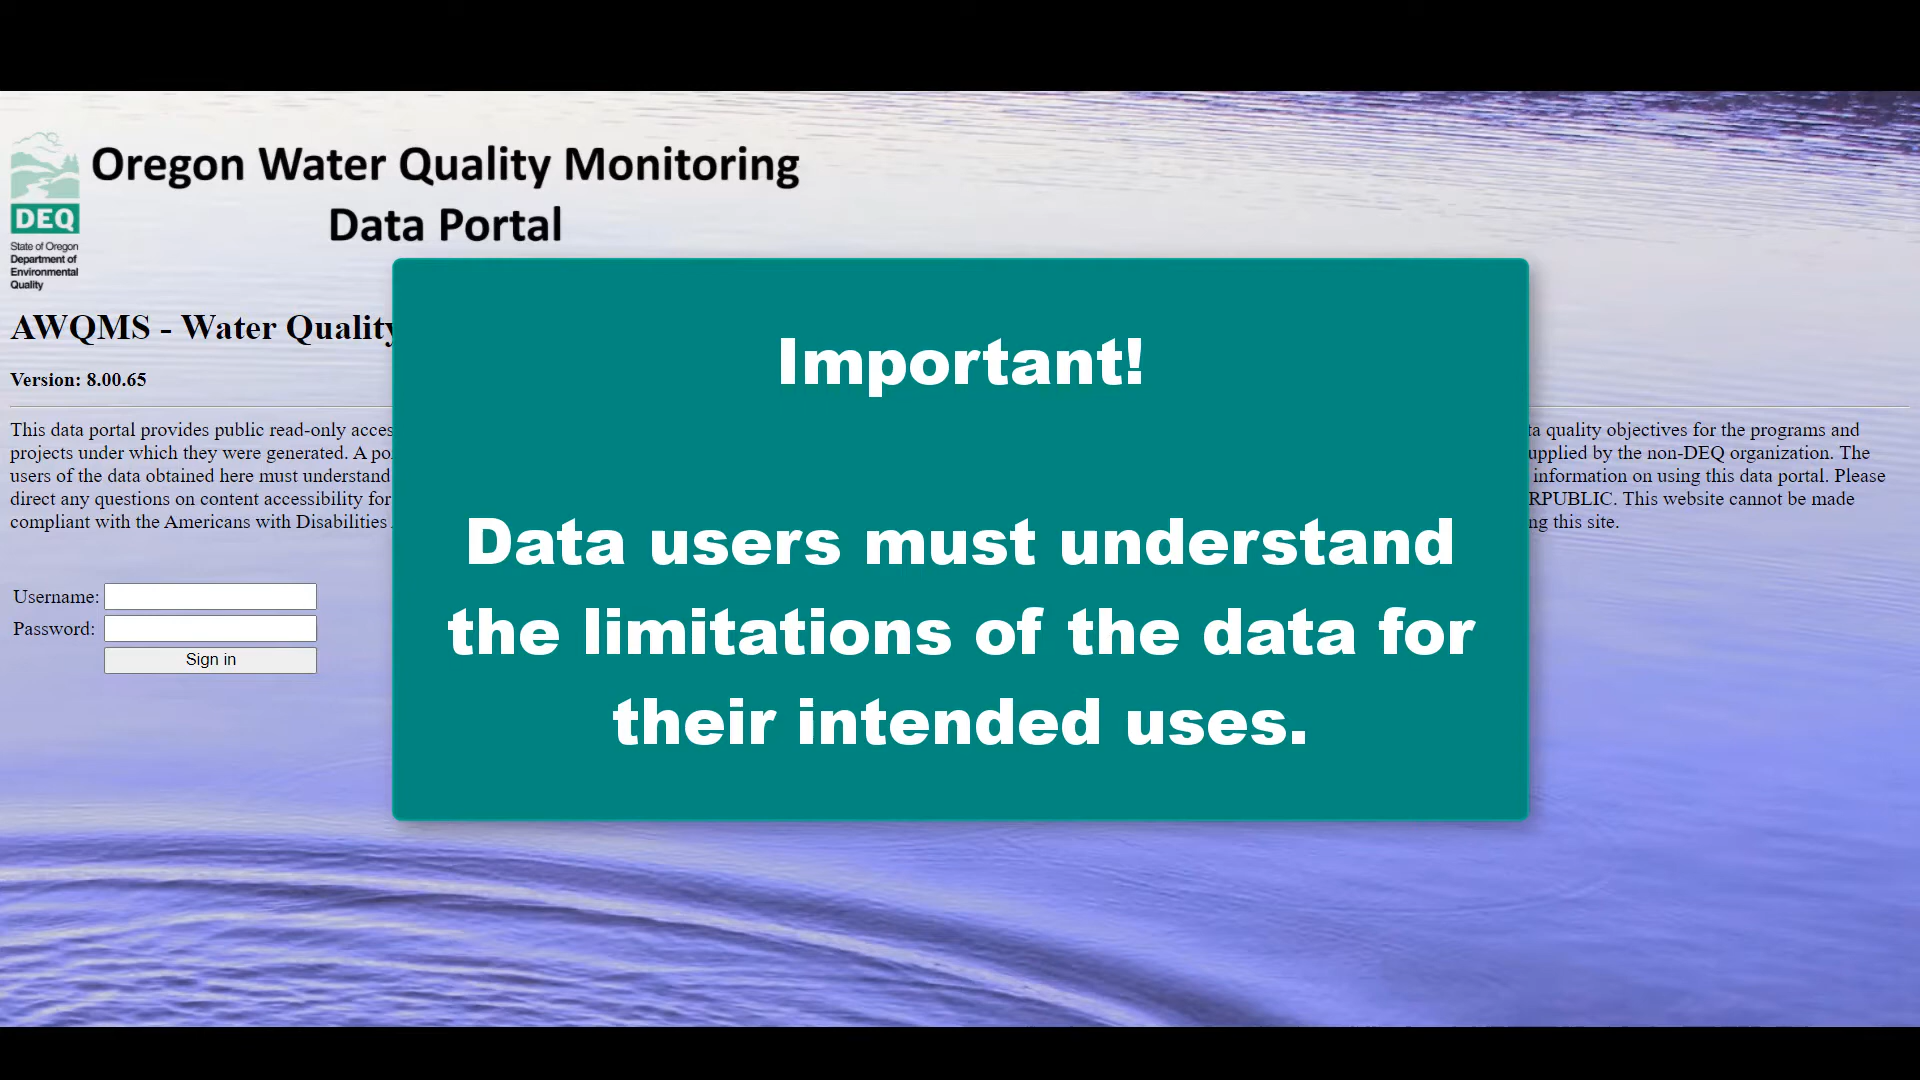 Oregon Water Quality Monitoring
Data Portal
DEQ
State of Oregon
Department of
Environmental
Quality
AWQMS - Water Quality
Version: 8.00.65
Important!
Data users must understand
the limitations of the data for
their intended uses.
This data portal provides public read-only acces
ta quality objectives for the programs and
projects under which they were generated. A po
upplied by the non-DEQ organization. The
users of the data obtained here must understand
information on using this data portal. Please
direct any questions on content accessibility for
RPUBLIC. This website cannot be made
compliant with the Americans with Disabilities
ng this site.
Username:
Password:
Sign in